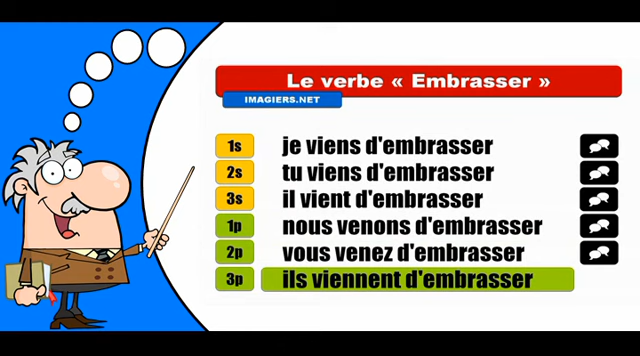 Le verbe « Embrasser »
IMAGIERS.NET
1s je viens d'embrasser
2s tu viens d'embrasser
3s il vient d'embrasser
1p nous venons d'embrasser
2p vous venez d'embrasser
3p ils viennent d'embrasser